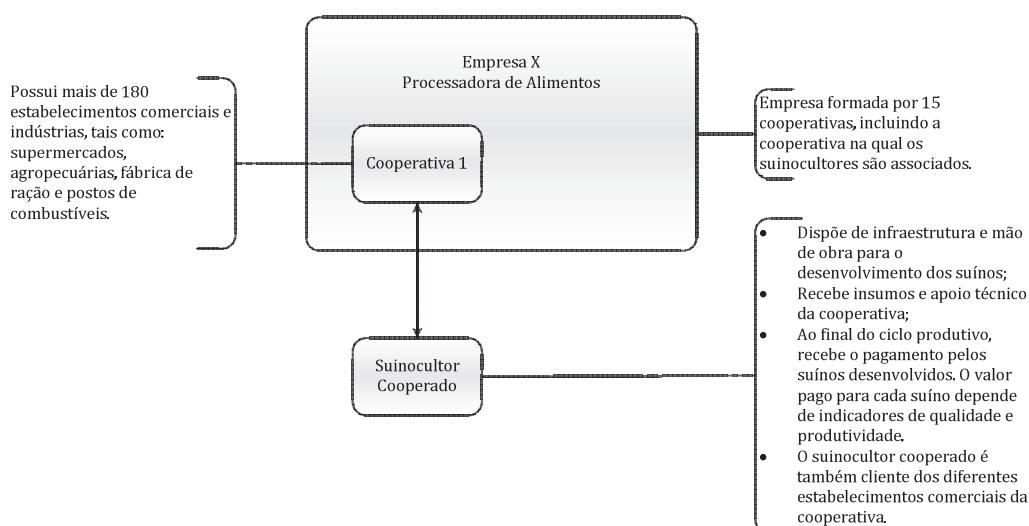 Empresa X
Processadora de Alimentos
Possui mais de 180
estabelecimentos comerciais e
indústrias, tais como:
supermercados,
agropecuárias, fábrica de
ração e postos de
combustíveis.
Cooperativa 1
Empresa formada por 15
cooperativas, incluindo a
cooperativa na qual os
suinocultores são associados.
Suinocultor
Cooperado
• Dispõe de infraestrutura e mão
de obra para o
desenvolvimento dos suínos;
• Recebe insumos e apoio técnico
da cooperativa;
• Ao final do ciclo produtivo,
recebe o pagamento pelos
suínos desenvolvidos. O valor
pago para cada suíno depende
de indicadores de qualidade e
produtividade.
• O suinocultor cooperado é
também cliente dos diferentes
estabelecimentos comerciais da
cooperativa.